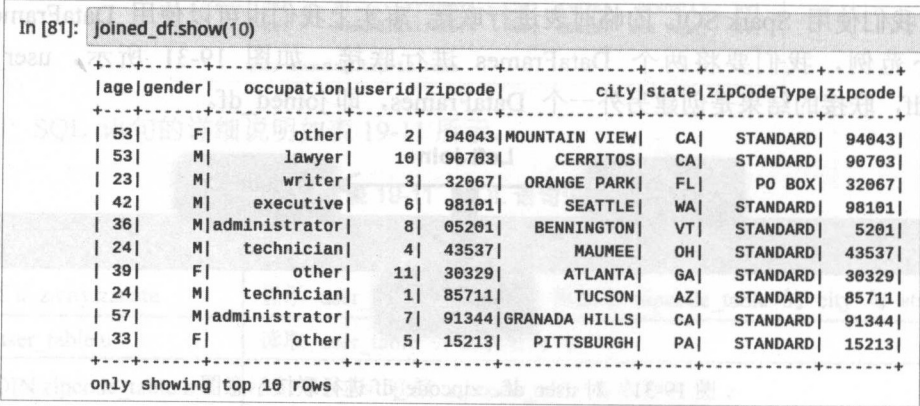 In [81]: joined_df.show(10)
+---+------+-------------+------+-------+-------------+-----+-----------+-------+
|age|gender| occupation|userid|zipcode| city|state|zipCodeType|zipcode|
+---+------+-------------+------+-------+-------------+-----+-----------+-------+
| 53| F| other| 2| 94043|MOUNTAIN VIEW| CA| STANDARD| 94043|
| 53| M| lawyer| 10| 90703| CERRITOS| CA| STANDARD| 90703|
| 23| M| writer| 3| 32067| ORANGE PARK| FL| PO BOX| 32067|
| 42| M| executive| 6| 98101| SEATTLE| WA| STANDARD| 98101|
| 36| M|administrator| 8| 05201| BENNINGTON| VT| STANDARD| 5201|
| 24| M| technician| 4| 43537| MAUMEE| OH| STANDARD| 43537|
| 39| F| other| 11| 30329| ATLANTA| GA| STANDARD| 30329|
| 24| M| technician| 1| 85711| TUCSON| AZ| STANDARD| 85711|
| 57| M|administrator| 7| 91344|GRANADA HILLS| CA| STANDARD| 91344|
| 33| F| other| 5| 15213| PITTSBURGH| PA| STANDARD| 15213|
+---+------+-------------+------+-------+-------------+-----+-----------+-------+
only showing top 10 rows